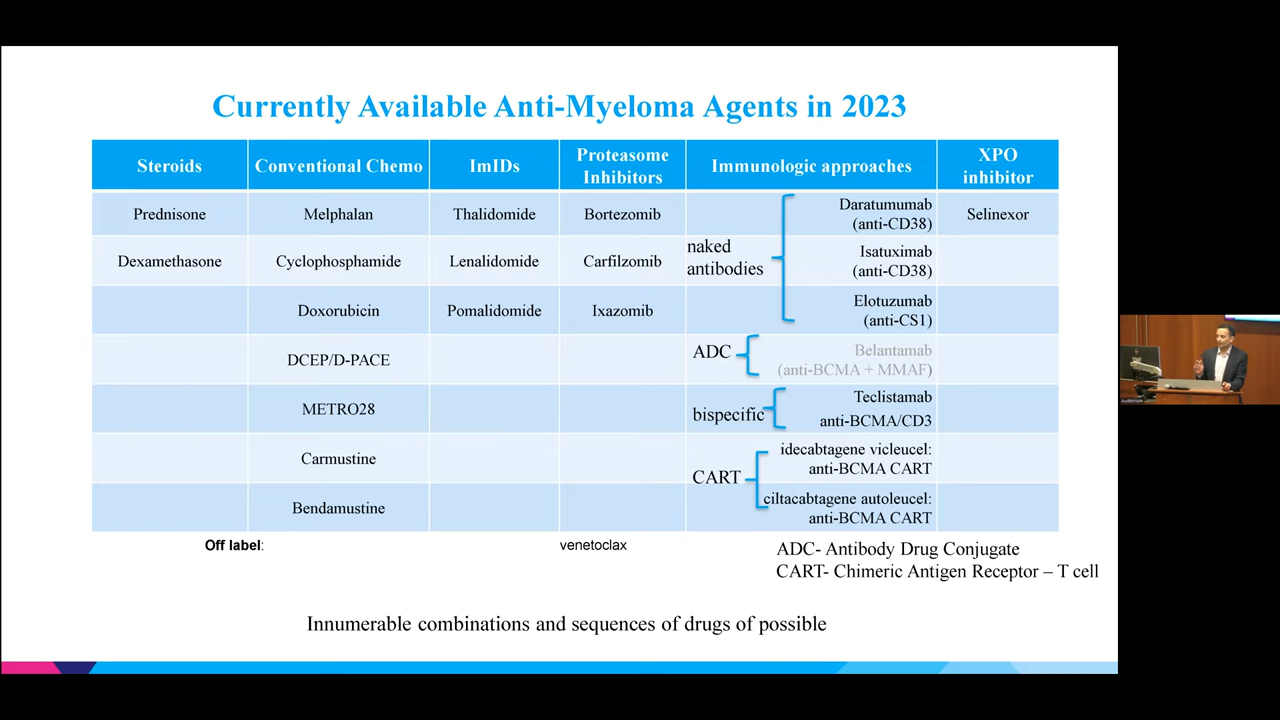 Currently Available Anti-Myeloma Agents in 2023
Steroids
Conventional Chemo
ImIDs
Proteasome
Inhibitors
Immunologic approaches
XPO
inhibitor
Prednisone
Melphalan
Thalidomide
Bortezomib
Daratumumab
(anti-CD38)
Selinexor
Dexamethasone
Cyclophosphamide
Lenalidomide
Carfilzomib
naked
antibodies
Isatuximab
(anti-CD38)
Doxorubicin
Pomalidomide
Ixazomib
Elotuzumab
(anti-CS1)
DCEP/D-PACE
ADC
Belantamab
(anti-BCMA + MMAF)
METRO28
bispecific
Teclistamab
anti-BCMA/CD3
Carmustine
CART
idecabtagene vicleucel:
anti-BCMA CART
Bendamustine
ciltacabtagene autoleucel:
anti-BCMA CART
Off label:
venetoclax
ADC- Antibody Drug Conjugate
CART- Chimeric Antigen Receptor – T cell
Innumerable combinations and sequences of drugs of possible
Auditorium